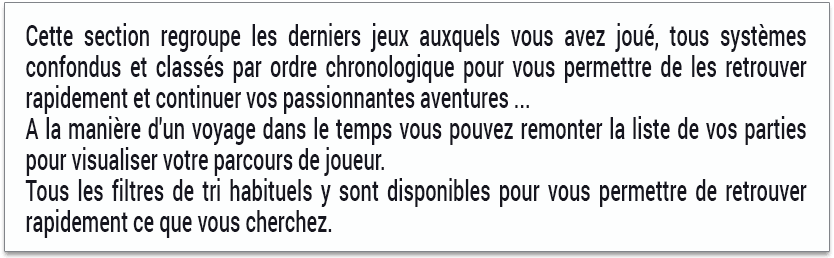 Cette section regroupe les derniers jeux auxquels vous avez joué, tous systèmes
confondus et classés par ordre chronologique pour vous permettre de les retrouver
rapidement et continuer vos passionnantes aventures ...
A la manière d'un voyage dans le temps vous pouvez remonter la liste de vos parties
pour visualiser votre parcours de joueur.
Tous les filtres de tri habituels y sont disponibles pour vous permettre de retrouver
rapidement ce que vous cherchez.